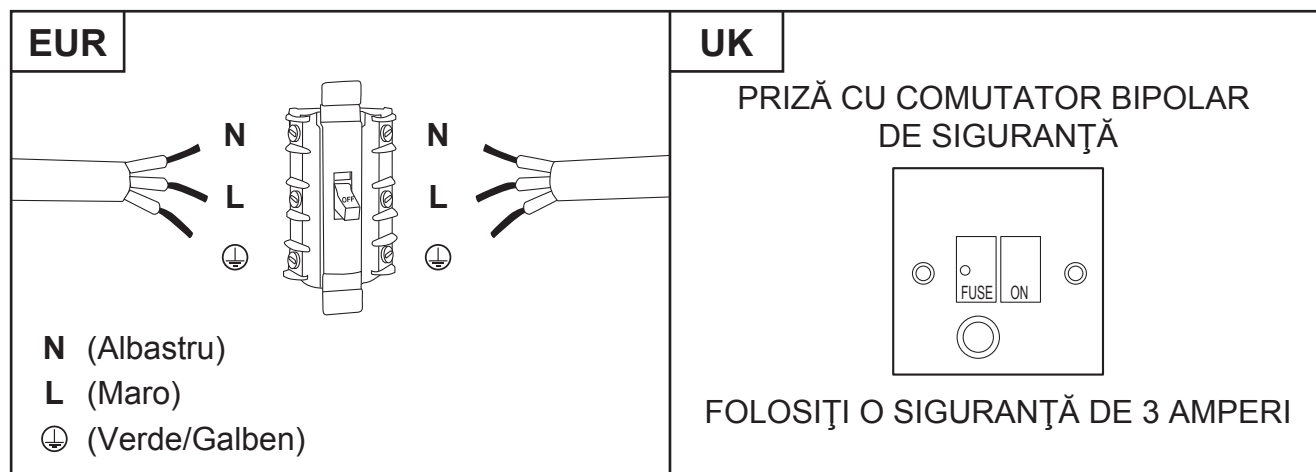 EUR
N
L
OFF
N
L
N (Albastru)
L (Maro)
(Verde/Galben)
UK
PRIZĂ CU COMUTATOR BIPOLAR
DE SIGURANŢĂ
FUSE ON
FOLOSIŢI O SIGURANŢĂ DE 3 AMPERI